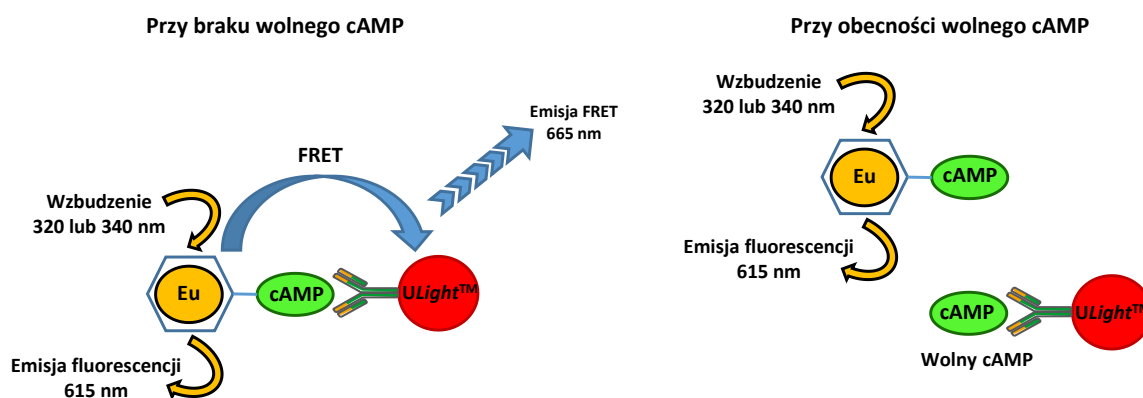 Przy braku wolnego cAMP
Wzbudzenie
320 lub 340 nm
FRET
Emisja FRET
665 nm
Eu
cAMP
ULight™
Emisja fluorescencji
615 nm
Przy obecności wolnego cAMP
Wzbudzenie
320 lub 340 nm
Eu
cAMP
Emisja fluorescencji
615 nm
cAMP
ULight™
Wolny cAMP